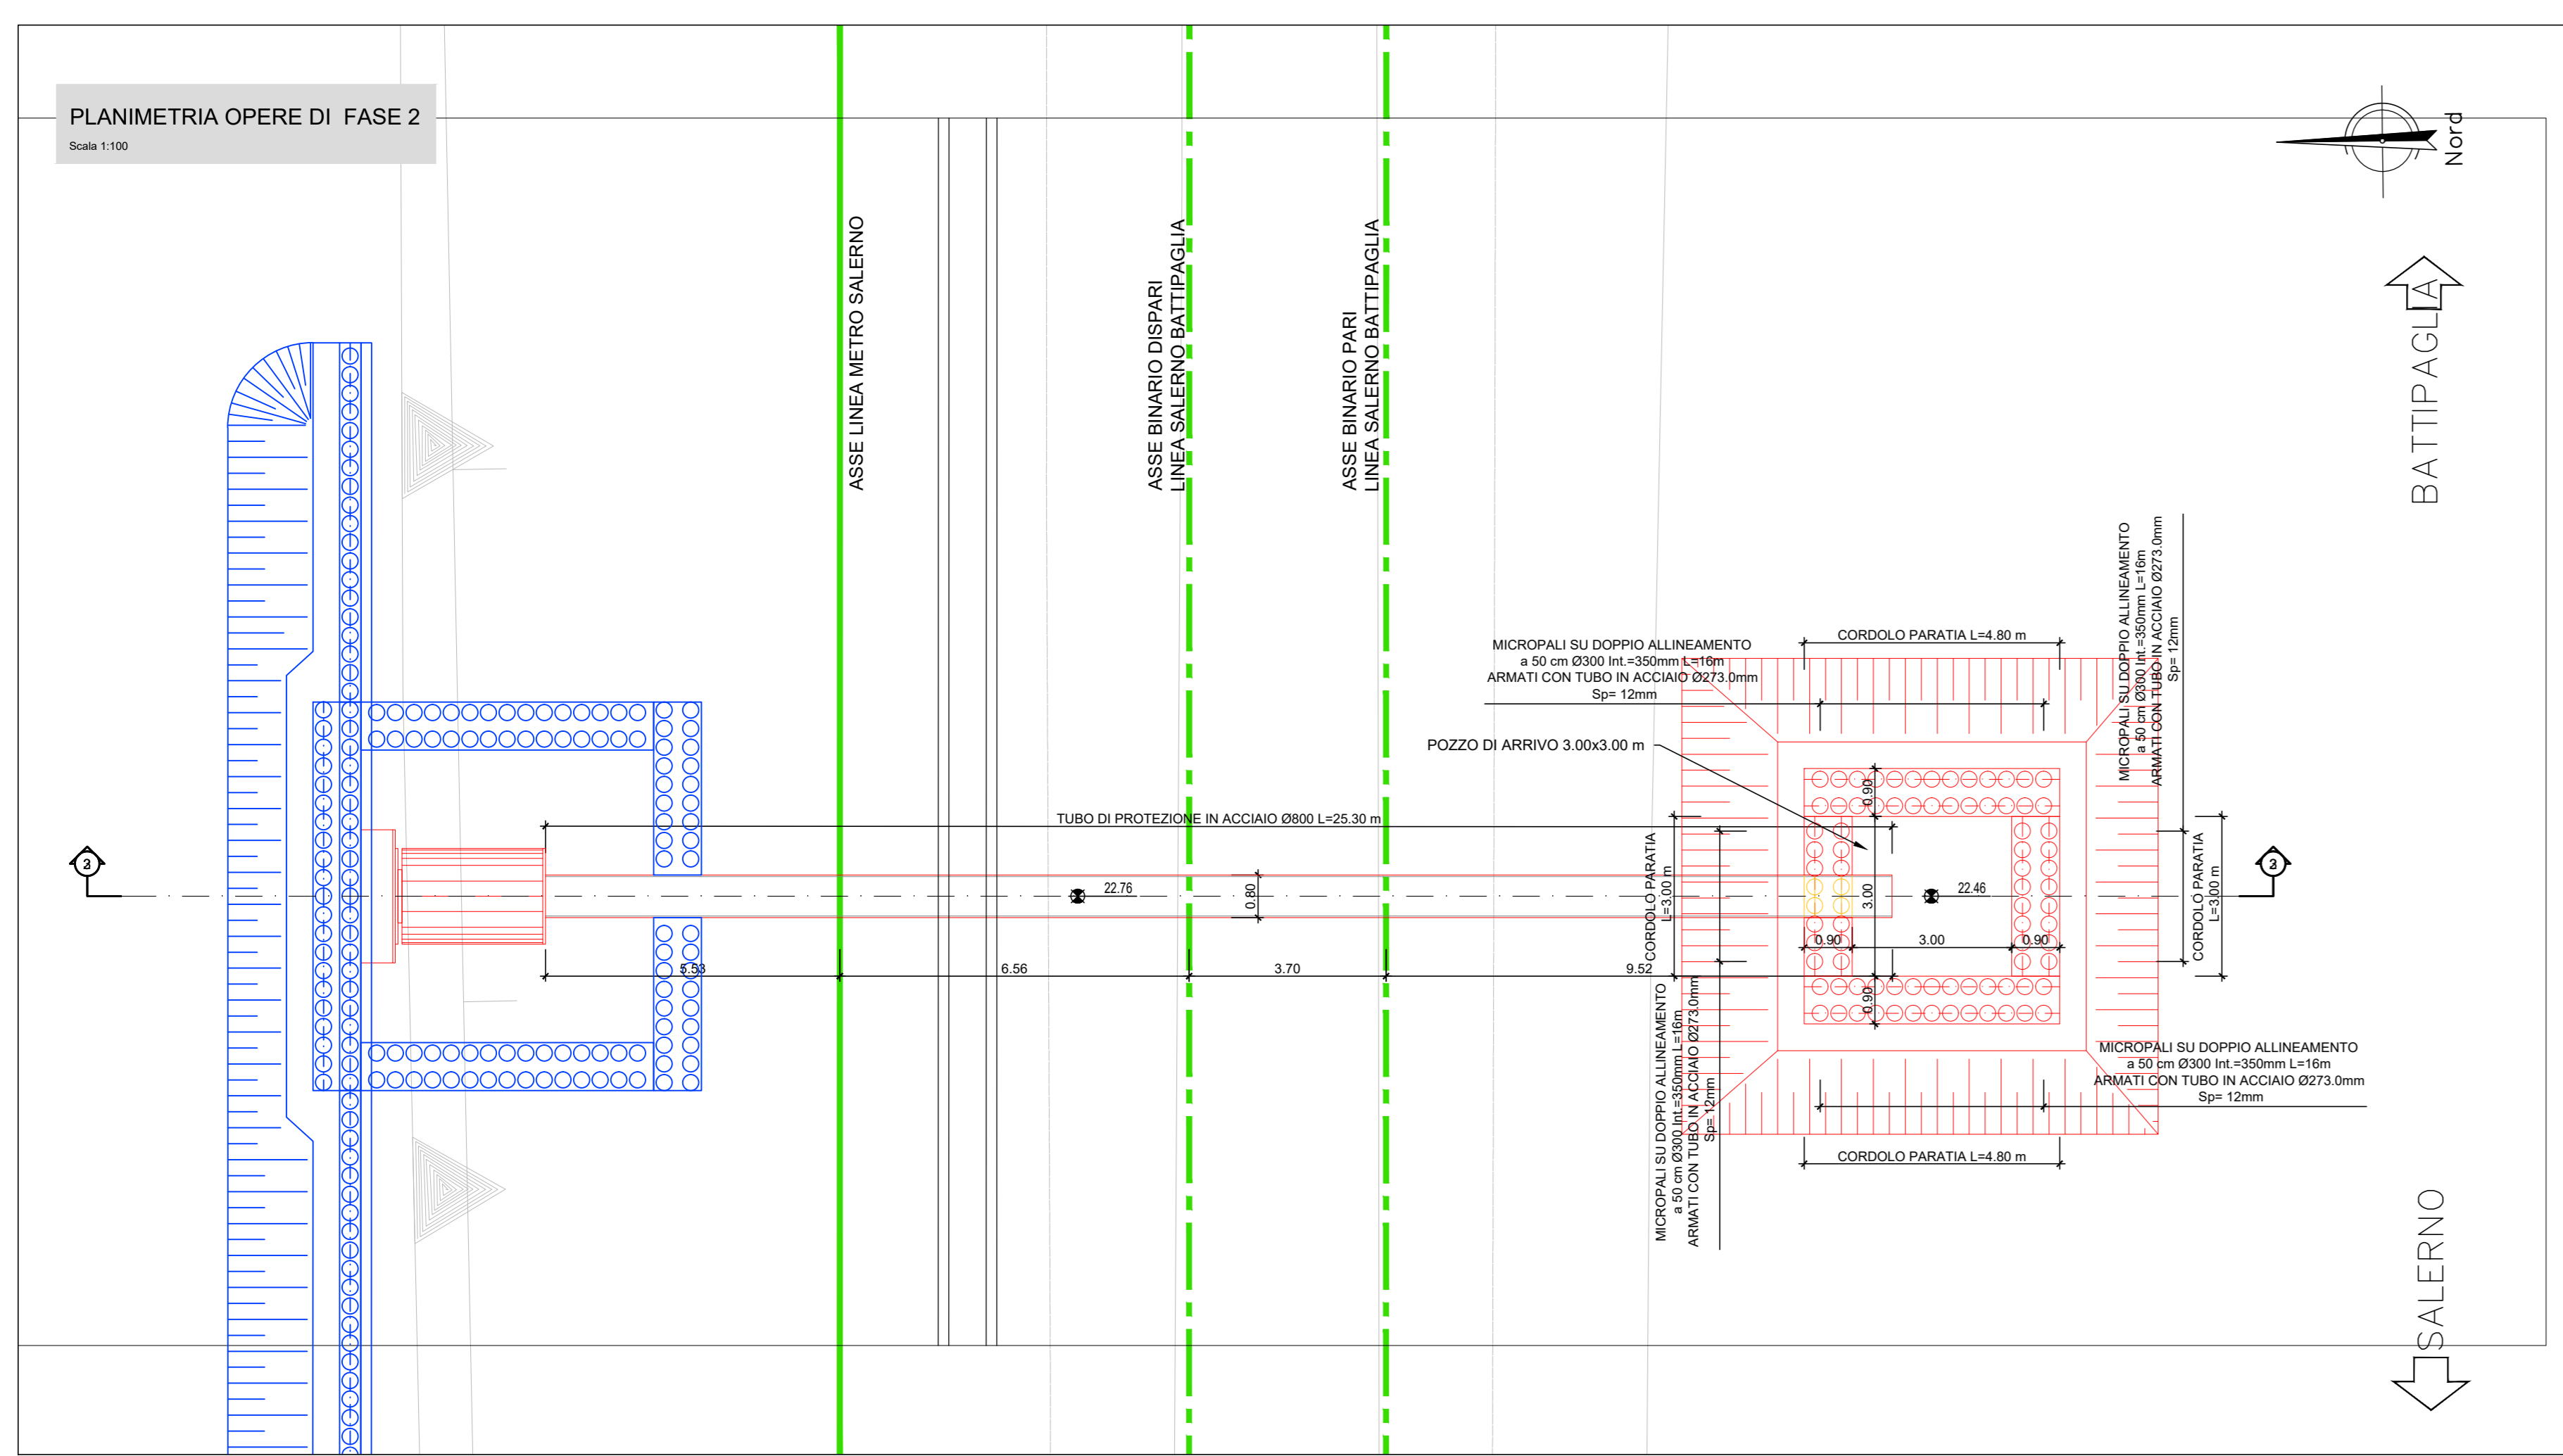 PLANIMETRIA OPERE DI FASE 2
Scala 1:100
Nord
BATTIPAGLIA
SALERNO
ASSE LINEA METRO SALERNO
ASSE BINARIO DISPARI
LINEA SALERNO BATTIPAGLIA
ASSE BINARIO PARI
LINEA SALERNO BATTIPAGLIA
MICROPALI SU DOPPIO ALLINEAMENTO
a 50 cm Ø300 Int.=350mm L=16m
ARMATI CON TUBO IN ACCIAIO Ø273.0mm
Sp= 12mm
CORDOLO PARATIA L=4.80 m
MICROPALI SU DOPPIO ALLINEAMENTO
a 50 cm Ø300 Int.=350mm L=16m
ARMATI CON TUBO IN ACCIAIO Ø273.0mm
Sp= 12mm
POZZO DI ARRIVO 3.00x3.00 m
TUBO DI PROTEZIONE IN ACCIAIO Ø800 L=25.30 m
0.90
3.00
0.90
CORDOLO PARATIA
L=3.00 m
CORDOLO PARATIA
L=3.00 m
22.76
0.80
22.46
0.90
3.00
0.90
5.53
6.56
3.70
9.52
MICROPALI SU DOPPIO ALLINEAMENTO
a 50 cm Ø300 Int.=350mm L=16m
ARMATI CON TUBO IN ACCIAIO Ø273.0mm
Sp= 12mm
MICROPALI SU DOPPIO ALLINEAMENTO
a 50 cm Ø300 Int.=350mm L=16m
ARMATI CON TUBO IN ACCIAIO Ø273.0mm
Sp= 12mm
CORDOLO PARATIA L=4.80 m